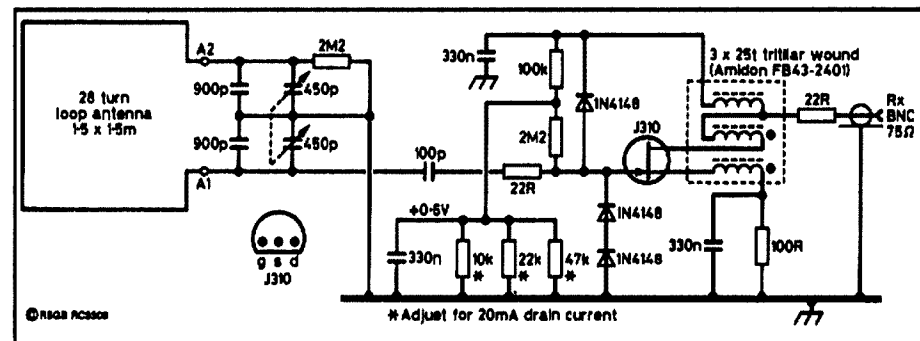 A2
2M2
900p
450p
28 turn
loop antenna
1·5 x 1·5m
900p
450p
A1
100p
22R
330n
100k
1N4148
2M2
J310
3 x 25t trifilar wound
(Amidon FB43-2401)
22R
Rx
BNC
75Ω
+0·6V
330n
10k
*
22k
*
47k
*
1N4148
1N4148
330n
100R
g s d
J310
* Adjust for 20mA drain current